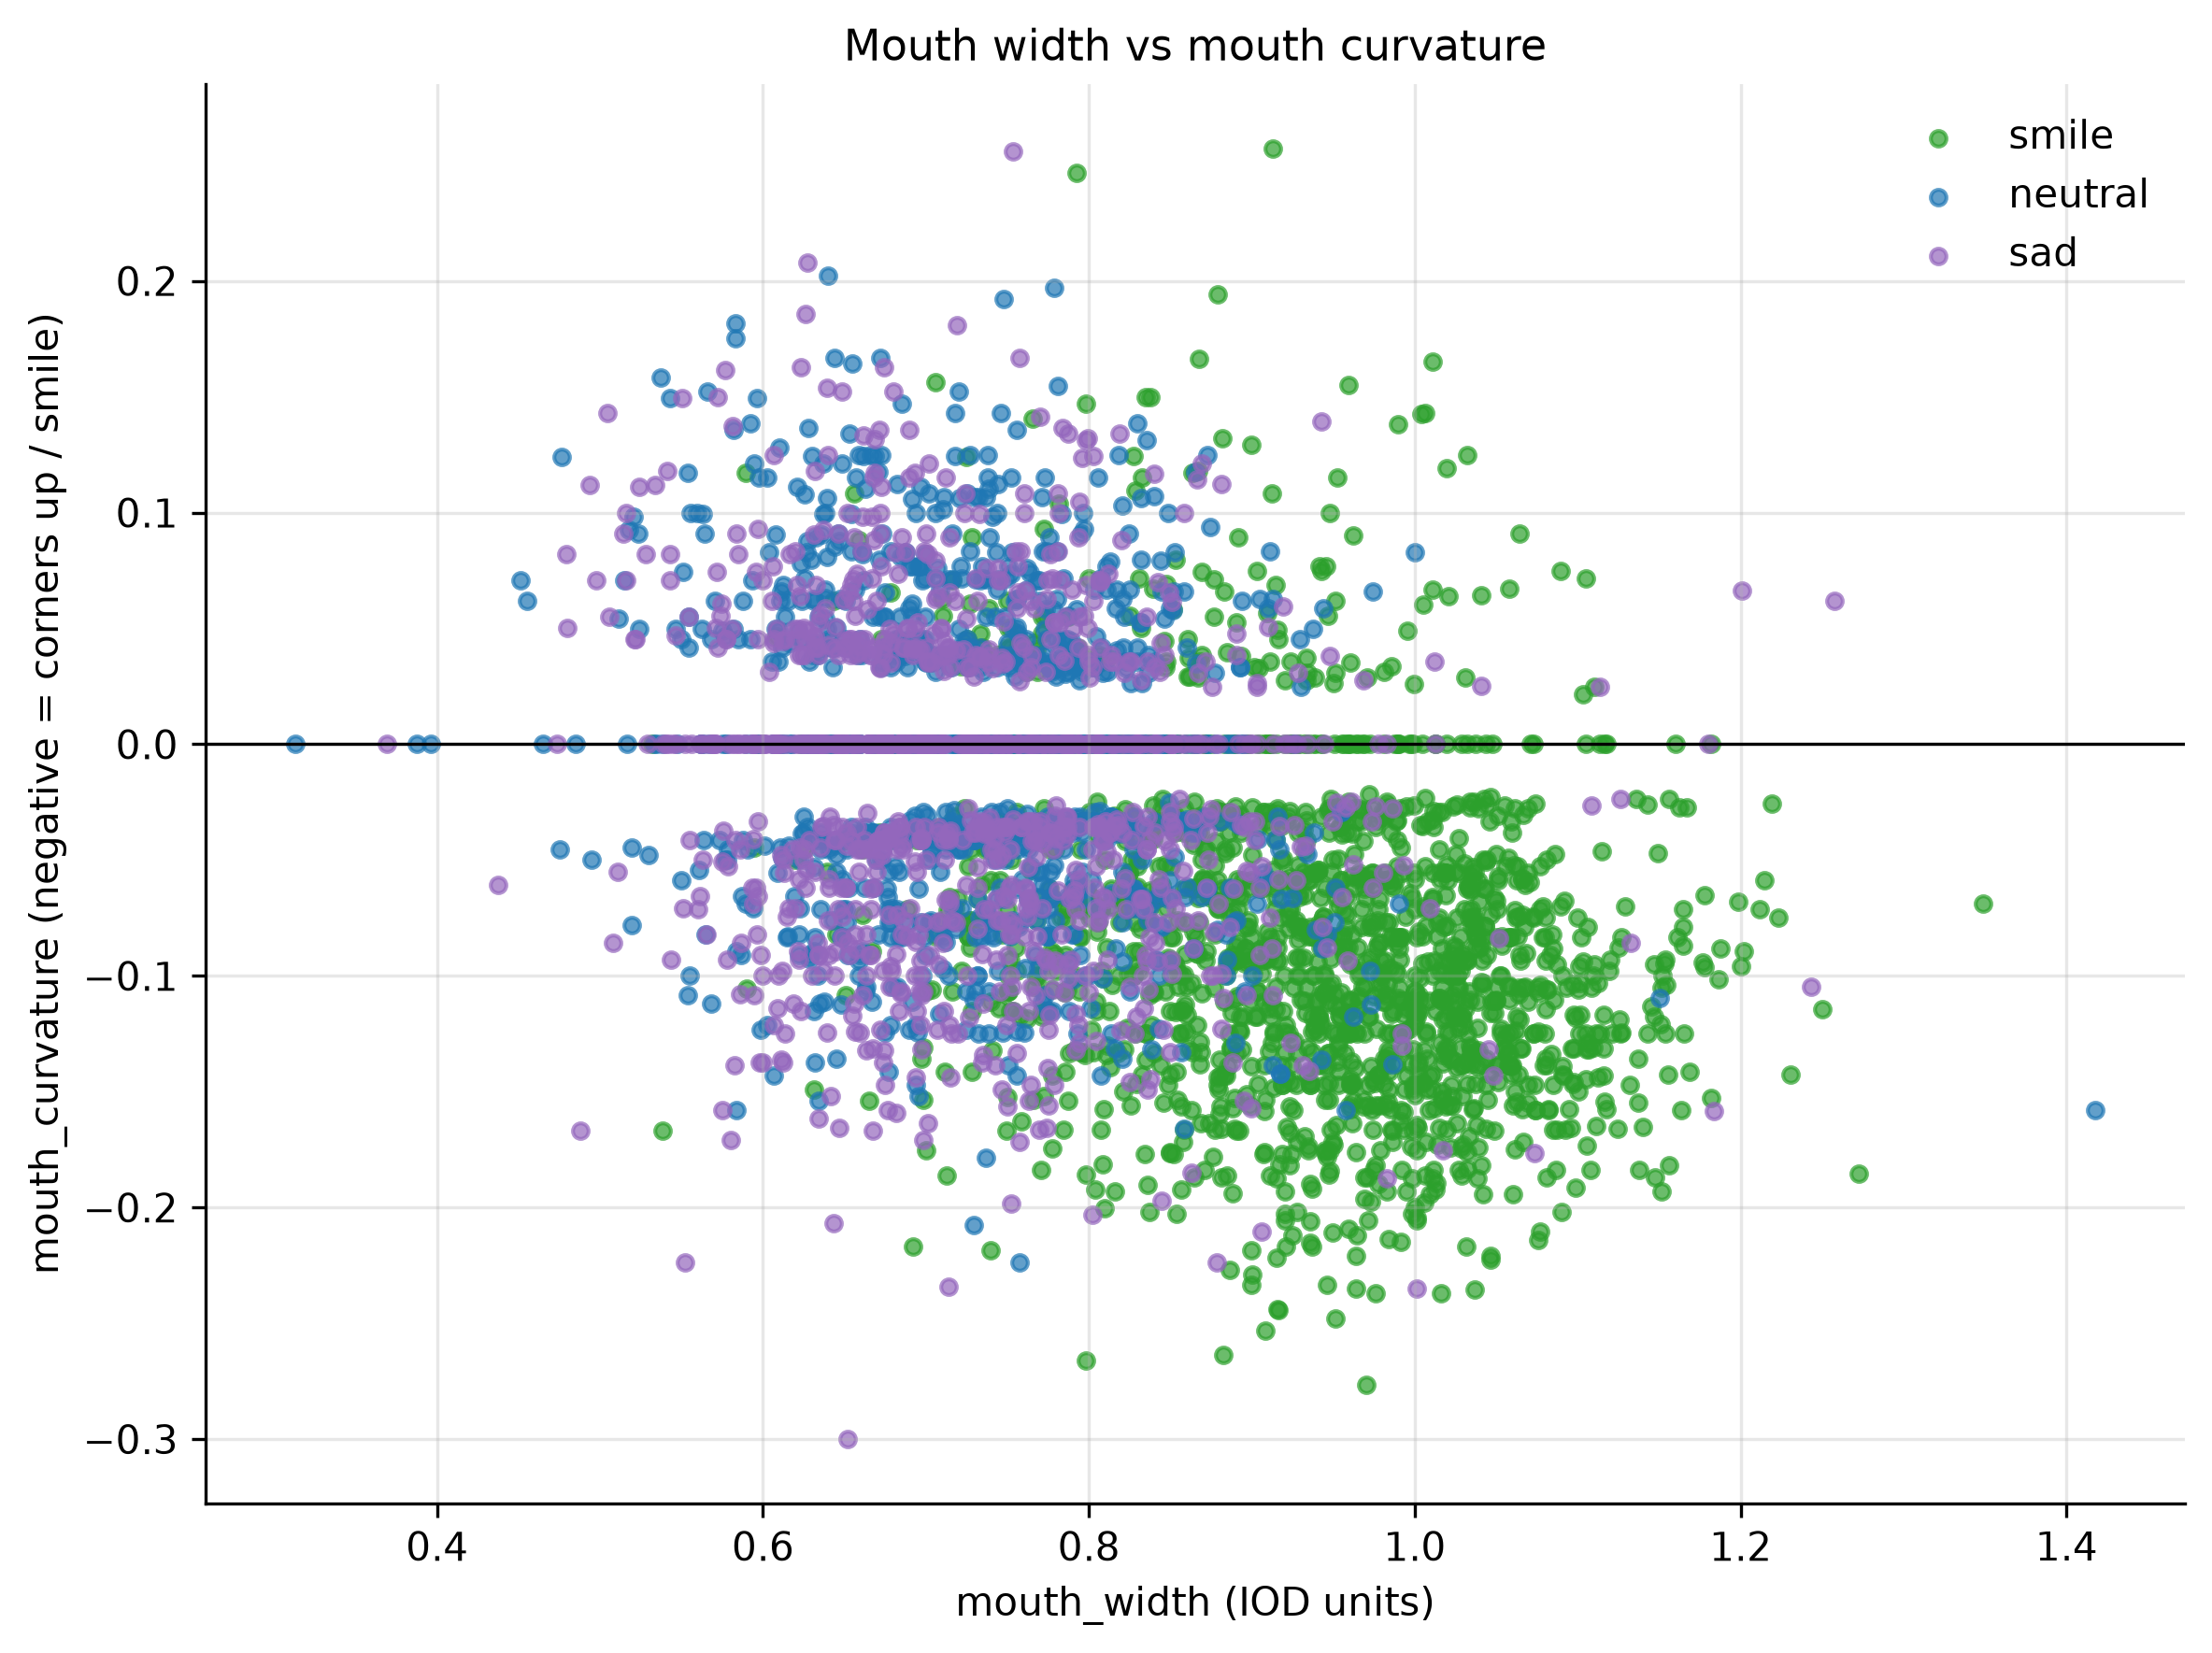 Mouth width vs mouth curvature
smile
neutral
sad
mouth_curvature (negative = corners up / smile)
0.2
0.1
0.0
−0.1
−0.2
−0.3
0.4
0.6
0.8
1.0
1.2
1.4
mouth_width (IOD units)